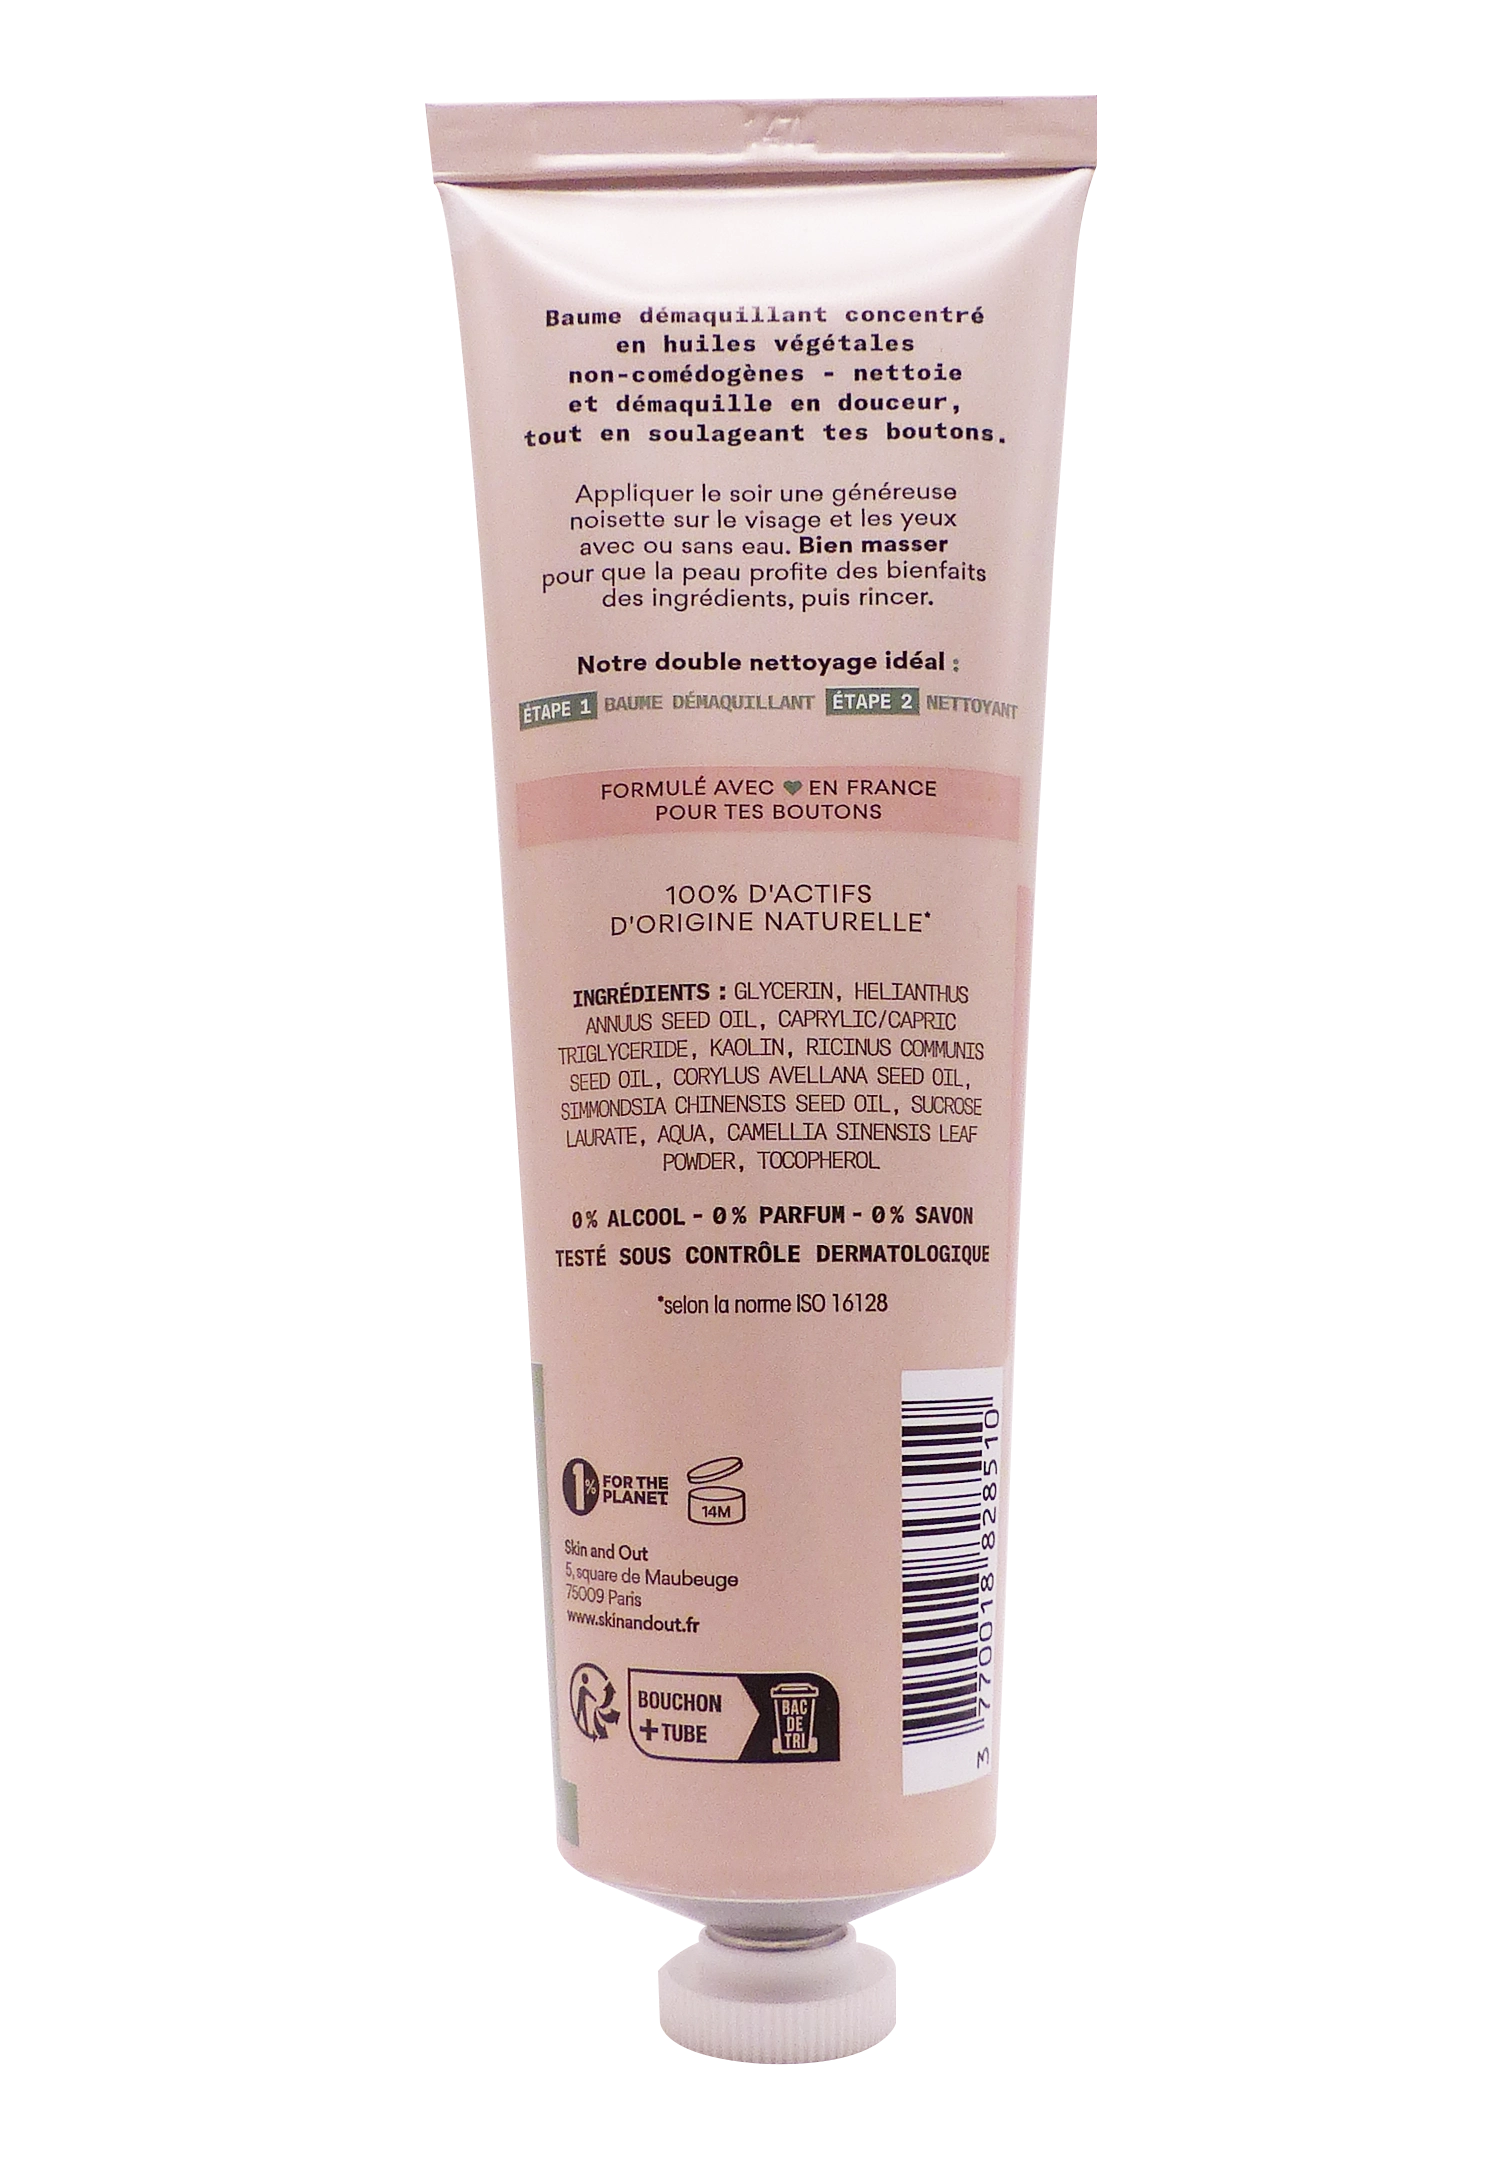 Baume démaquillant concentré
en huiles végétales
non-comédogènes - nettoie
et démaquille en douceur,
tout en soulageant tes boutons.
Appliquer le soir une généreuse
noisette sur le visage et les yeux
avec ou sans eau. Bien masser
pour que la peau profite des bienfaits
des ingrédients, puis rincer.
Notre double nettoyage idéal :
ÉTAPE 1 BAUME DÉMAQUILLANT ÉTAPE 2 NETTOYANT
FORMULÉ AVEC ♥ EN FRANCE
POUR TES BOUTONS
100% D'ACTIFS
D'ORIGINE NATURELLE*
INGRÉDIENTS : GLYCERIN, HELIANTHUS
ANNUUS SEED OIL, CAPRYLIC/CAPRIC
TRIGLYCERIDE, KAOLIN, RICINUS COMMUNIS
SEED OIL, CORYLUS AVELLANA SEED OIL,
SIMMONDSIA CHINENSIS SEED OIL, SUCROSE
LAURATE, AQUA, CAMELLIA SINENSIS LEAF
POWDER, TOCOPHEROL
0% ALCOOL - 0% PARFUM - 0% SAVON
TESTÉ SOUS CONTRÔLE DERMATOLOGIQUE
*selon la norme ISO 16128
1% FOR THE
PLANET
14M
Skin and Out
5, square de Maubeuge
75009 Paris
www.skinandout.fr
BOUCHON
+ TUBE
BAC
DE
TRI
3 770018 828510